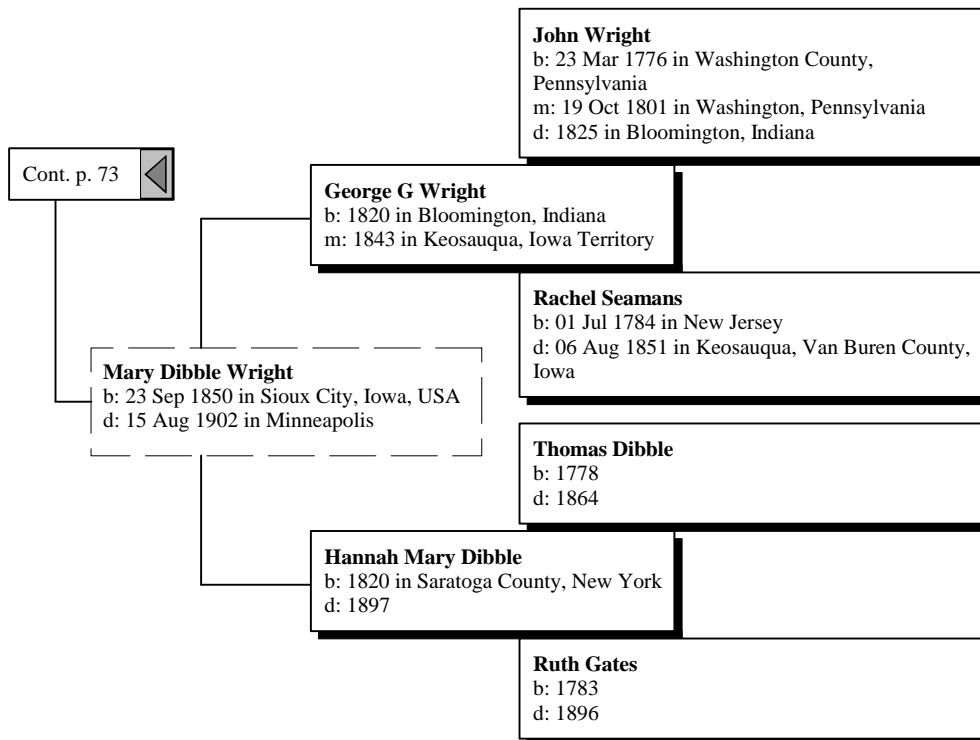 John Wright
b: 23 Mar 1776 in Washington County,
Pennsylvania
m: 19 Oct 1801 in Washington, Pennsylvania
d: 1825 in Bloomington, Indiana
Cont. p. 73
George G Wright
b: 1820 in Bloomington, Indiana
m: 1843 in Keosauqua, Iowa Territory
Rachel Seamans
b: 01 Jul 1784 in New Jersey
d: 06 Aug 1851 in Keosauqua, Van Buren County,
Iowa
Mary Dibble Wright
b: 23 Sep 1850 in Sioux City, Iowa, USA
d: 15 Aug 1902 in Minneapolis
Thomas Dibble
b: 1778
d: 1864
Hannah Mary Dibble
b: 1820 in Saratoga County, New York
d: 1897
Ruth Gates
b: 1783
d: 1896